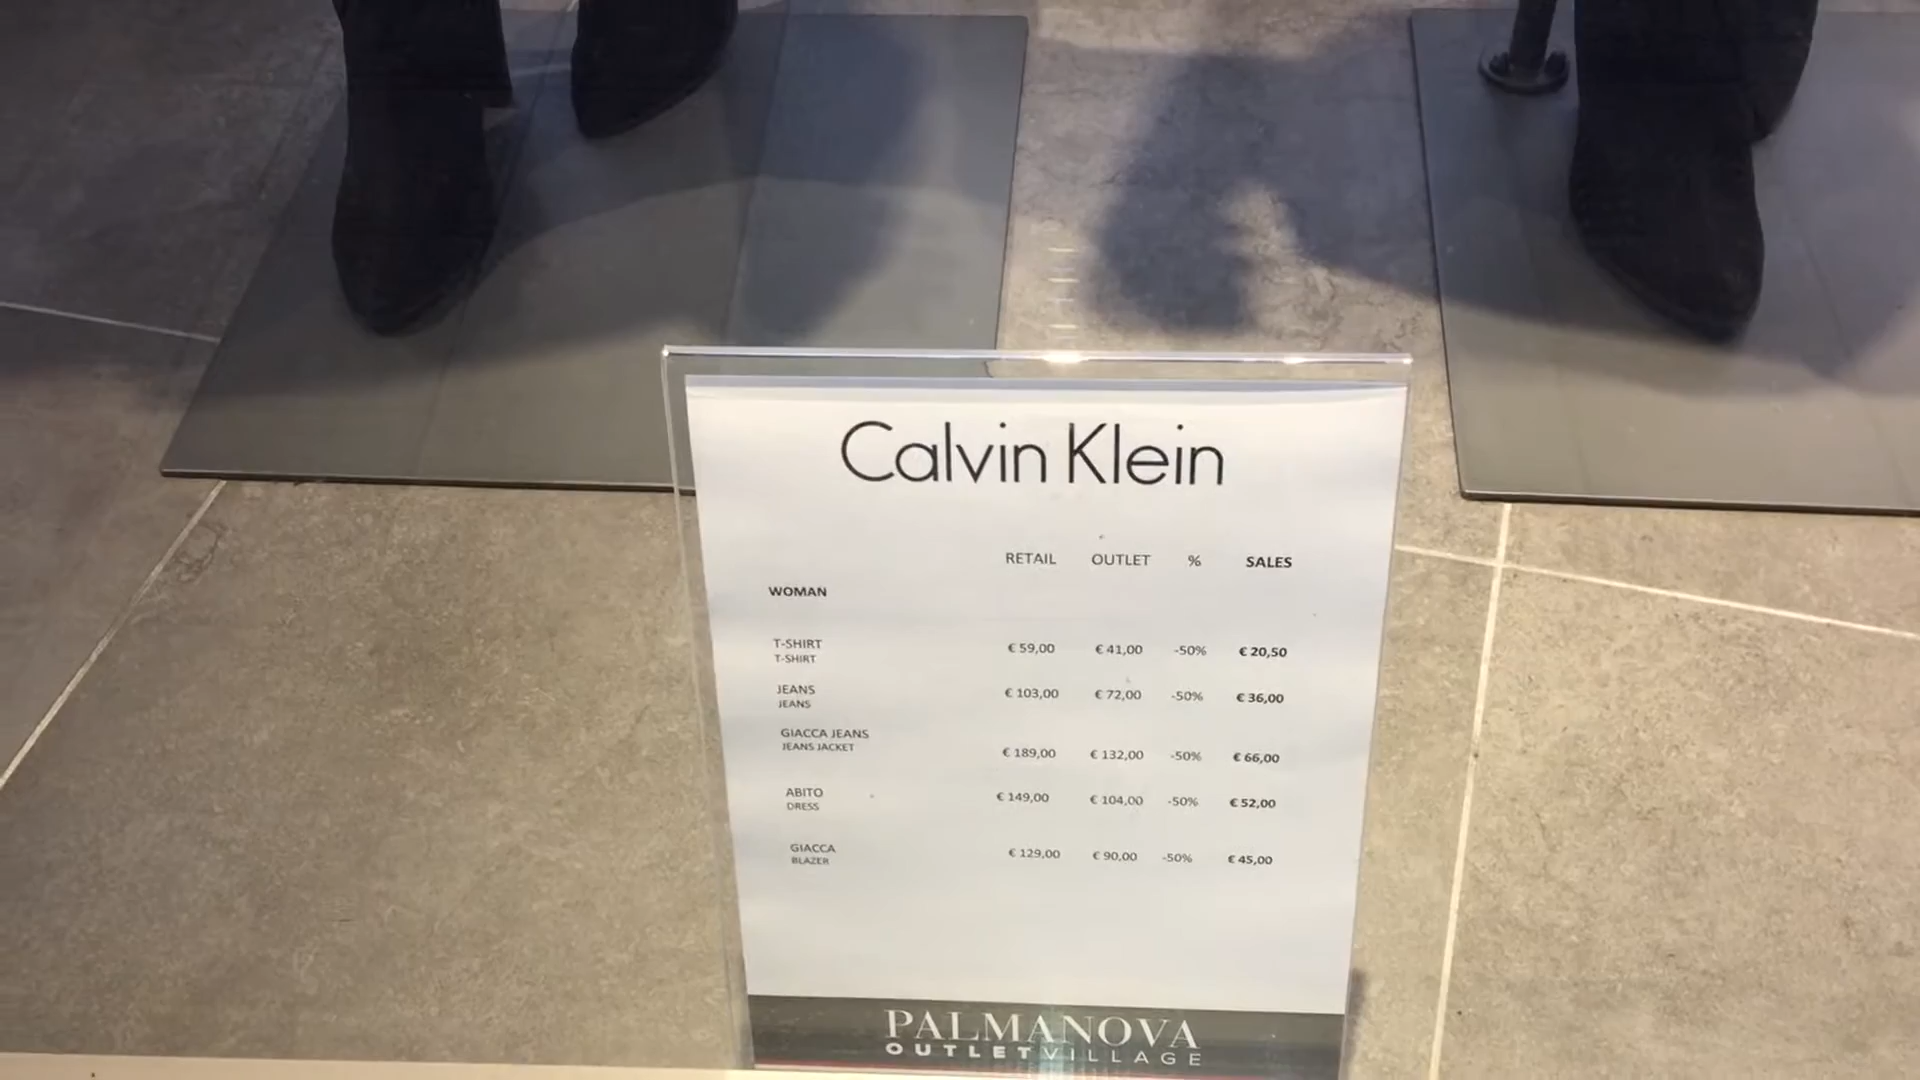 Calvin Klein
RETAIL OUTLET % SALES
WOMAN
T-SHIRT € 59,00 € 41,00 -50% € 20,50
T-SHIRT
JEANS € 103,00 € 72,00 -50% € 36,00
JEANS
GIACCA JEANS
JEANS JACKET € 189,00 € 132,00 -50% € 66,00
ABITO € 149,00 € 104,00 -50% € 52,00
DRESS
GIACCA € 129,00 € 90,00 -50% € 45,00
BLAZER
PALMANOVA
OUTLETVILLAGE